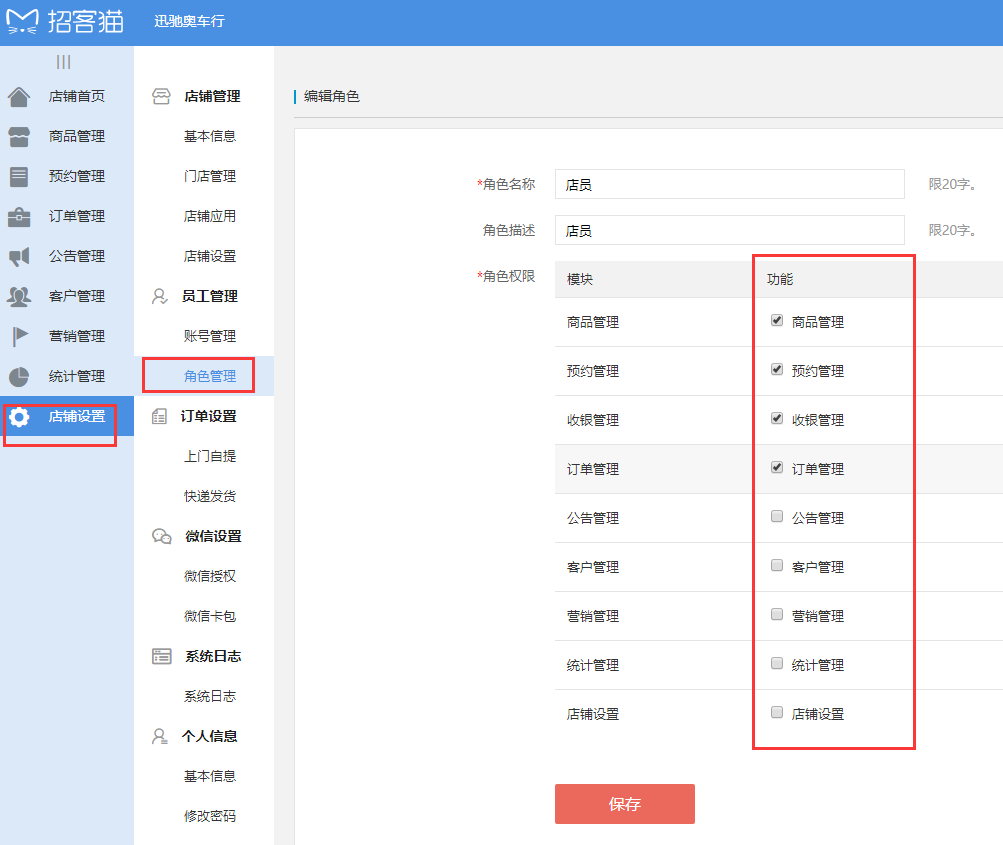 招客猫
迅驰奥车行
店铺首页
商品管理
预约管理
订单管理
公告管理
客户管理
营销管理
统计管理
店铺设置
店铺管理
基本信息
门店管理
店铺应用
店铺设置
员工管理
账号管理
角色管理
订单设置
上门自提
快递发货
微信设置
微信授权
微信卡包
系统日志
系统日志
个人信息
基本信息
修改密码
编辑角色
*角色名称 店员 限20字。
角色描述 店员 限20字。
*角色权限 模块 功能
商品管理 商品管理
预约管理 预约管理
收银管理 收银管理
订单管理 订单管理
公告管理 公告管理
客户管理 客户管理
营销管理 营销管理
统计管理 统计管理
店铺设置 店铺设置
保存